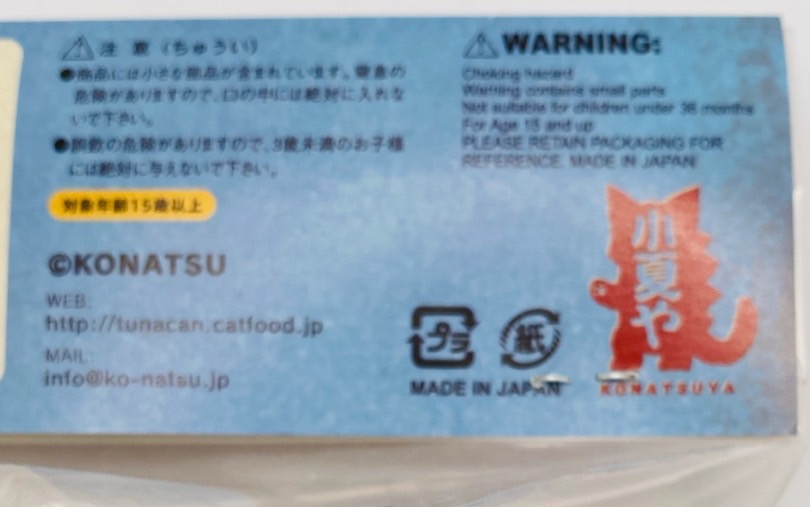 ⚠注 意（ちゅうい）
●商品には小さな部品が含まれています。窒息の
危険がありますので、口の中には絶対に入れな
いで下さい。
●誤飲の危険がありますので、3歳未満のお子様
には絶対に与えないで下さい。
対象年齢15歳以上
©KONATSU
WEB:
http://tunacan.catfood.jp
MAIL:
info@ko-natsu.jp
⚠WARNING:
Choking hazard
Warning contains small parts
Not suitable for children under 36 months
For Age 15 and up
PLEASE RETAIN PACKAGING FOR
REFERENCE. MADE IN JAPAN
プラ
紙
MADE IN JAPAN
小夏や
KONATSUYA